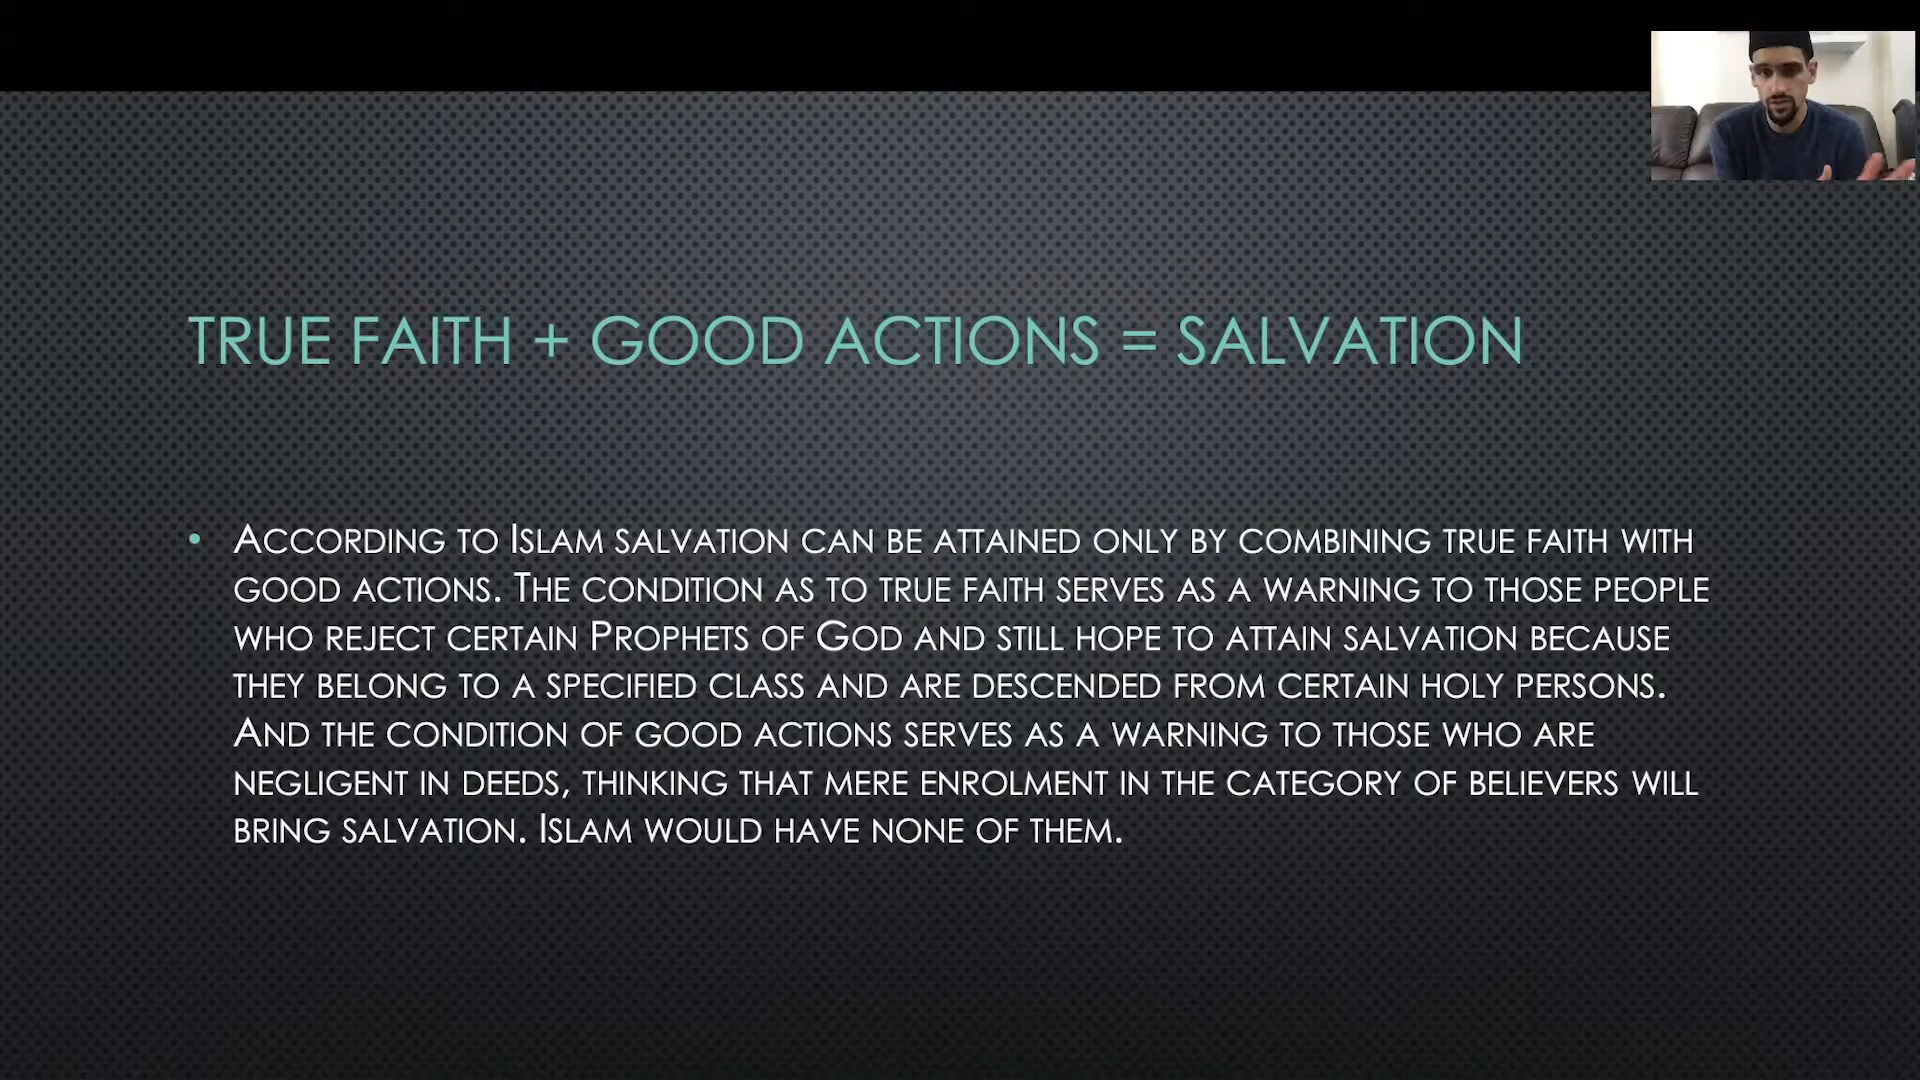 TRUE FAITH + GOOD ACTIONS = SALVATION
• According to Islam salvation can be attained only by combining true faith with
good actions. The condition as to true faith serves as a warning to those people
who reject certain Prophets of God and still hope to attain salvation because
they belong to a specified class and are descended from certain holy persons.
And the condition of good actions serves as a warning to those who are
negligent in deeds, thinking that mere enrolment in the category of believers will
bring salvation. Islam would have none of them.